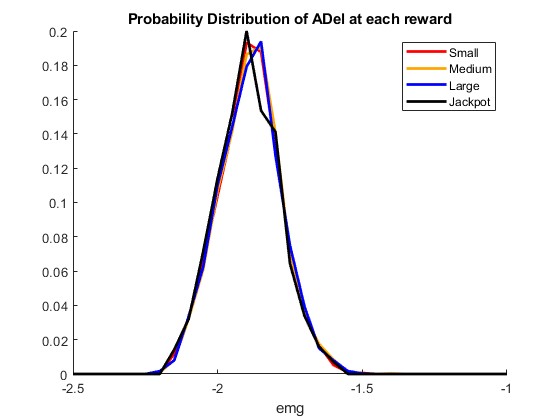 Probability Distribution of ADel at each reward
0.2
0.18
0.16
0.14
0.12
0.1
0.08
0.06
0.04
0.02
0
Small
Medium
Large
Jackpot
-2.5
-2
-1.5
-1
emg